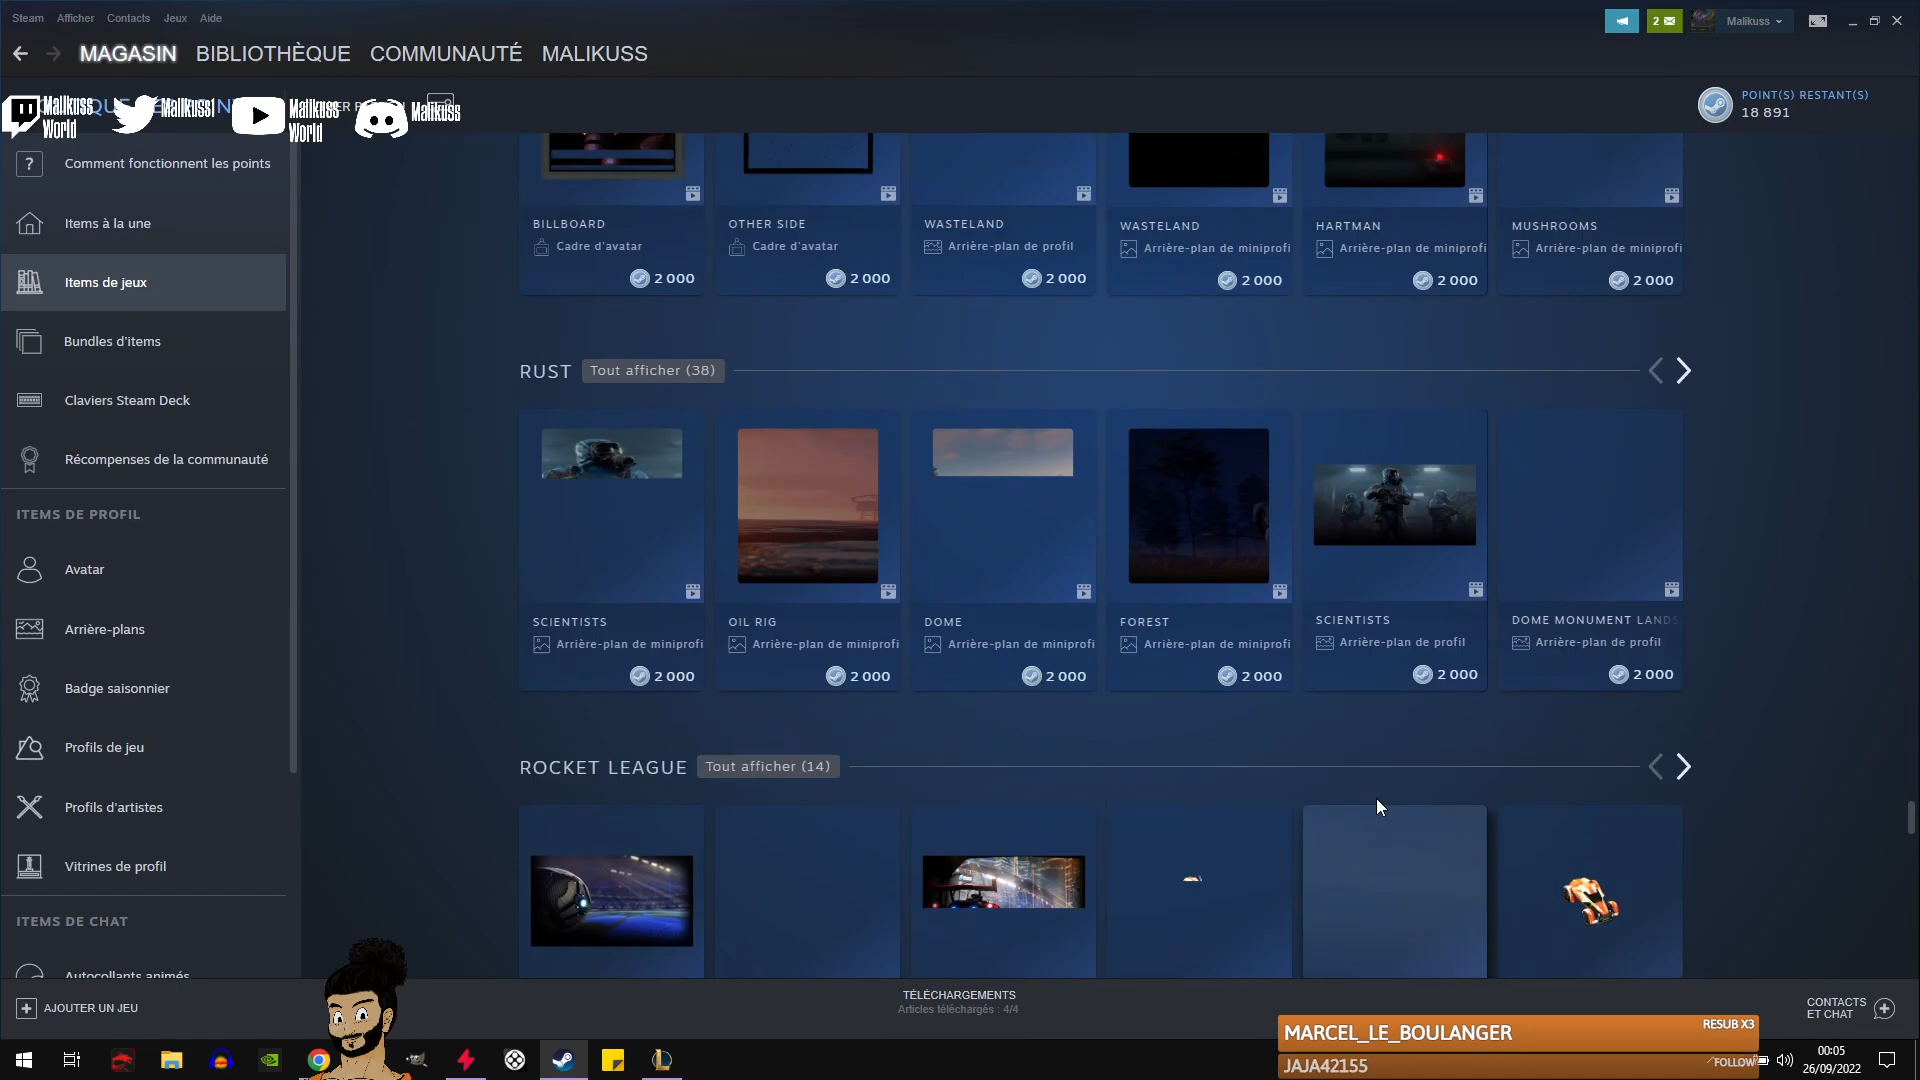 Steam Afficher Contacts Jeux Aide
2 Malikuss
MAGASIN BIBLIOTHÈQUE COMMUNAUTÉ MALIKUSS
Malikuss World
Malikuss1
Malikuss World
Malikuss
POINT(S) RESTANT(S)
18 891
Comment fonctionnent les points
Items à la une
Items de jeux
Bundles d'items
Claviers Steam Deck
Récompenses de la communauté
ITEMS DE PROFIL
Avatar
Arrière-plans
Badge saisonnier
Profils de jeu
Profils d'artistes
Vitrines de profil
ITEMS DE CHAT
Autocollants animés
BILLBOARD
Cadre d'avatar
2 000
OTHER SIDE
Cadre d'avatar
2 000
WASTELAND
Arrière-plan de profil
2 000
WASTELAND
Arrière-plan de miniprofi
2 000
HARTMAN
Arrière-plan de miniprofi
2 000
MUSHROOMS
Arrière-plan de miniprofi
2 000
RUST Tout afficher (38)
SCIENTISTS
Arrière-plan de miniprofi
2 000
OIL RIG
Arrière-plan de miniprofi
2 000
DOME
Arrière-plan de miniprofi
2 000
FOREST
Arrière-plan de miniprofi
2 000
SCIENTISTS
Arrière-plan de profil
2 000
DOME MONUMENT LANDS
Arrière-plan de profil
2 000
ROCKET LEAGUE Tout afficher (14)
AJOUTER UN JEU
TÉLÉCHARGEMENTS
Articles téléchargés : 4/4
CONTACTS
ET CHAT
MARCEL_LE_BOULANGER RESUB X3
JAJA42155 FOLLOW
00:05
26/09/2022